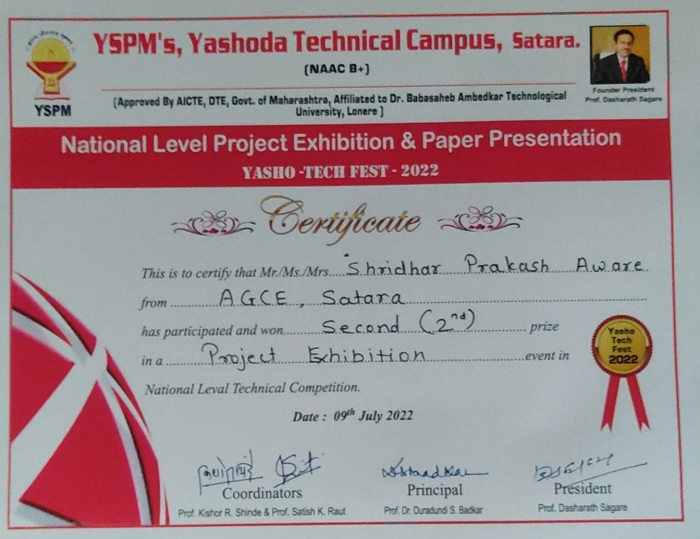 YSPM's, Yashoda Technical Campus, Satara.
(NAAC B+)
YSPM
Founder President
Prof. Dasharath Sagare
(Approved By AICTE, DTE, Govt. of Maharashtra, Affiliated to Dr. Babasaheb Ambedkar Technological
University, Lonere )
National Level Project Exhibition & Paper Presentation
YASHO -TECH FEST - 2022
Certificate
This is to certify that Mr./Ms./Mrs. Shridhar Prakash Aware
from AGCE, Satara
has participated and won Second (2nd) prize
in a Project Exhibition event in
National Leval Technical Competition.
Yasho
Tech
Fest
2022
Date : 09th July 2022
Coordinators
Prof. Kishor R. Shinde & Prof. Satish K. Raut
Principal
Prof. Dr. Duradundi S. Badkar
President
Prof. Dasharath Sagare